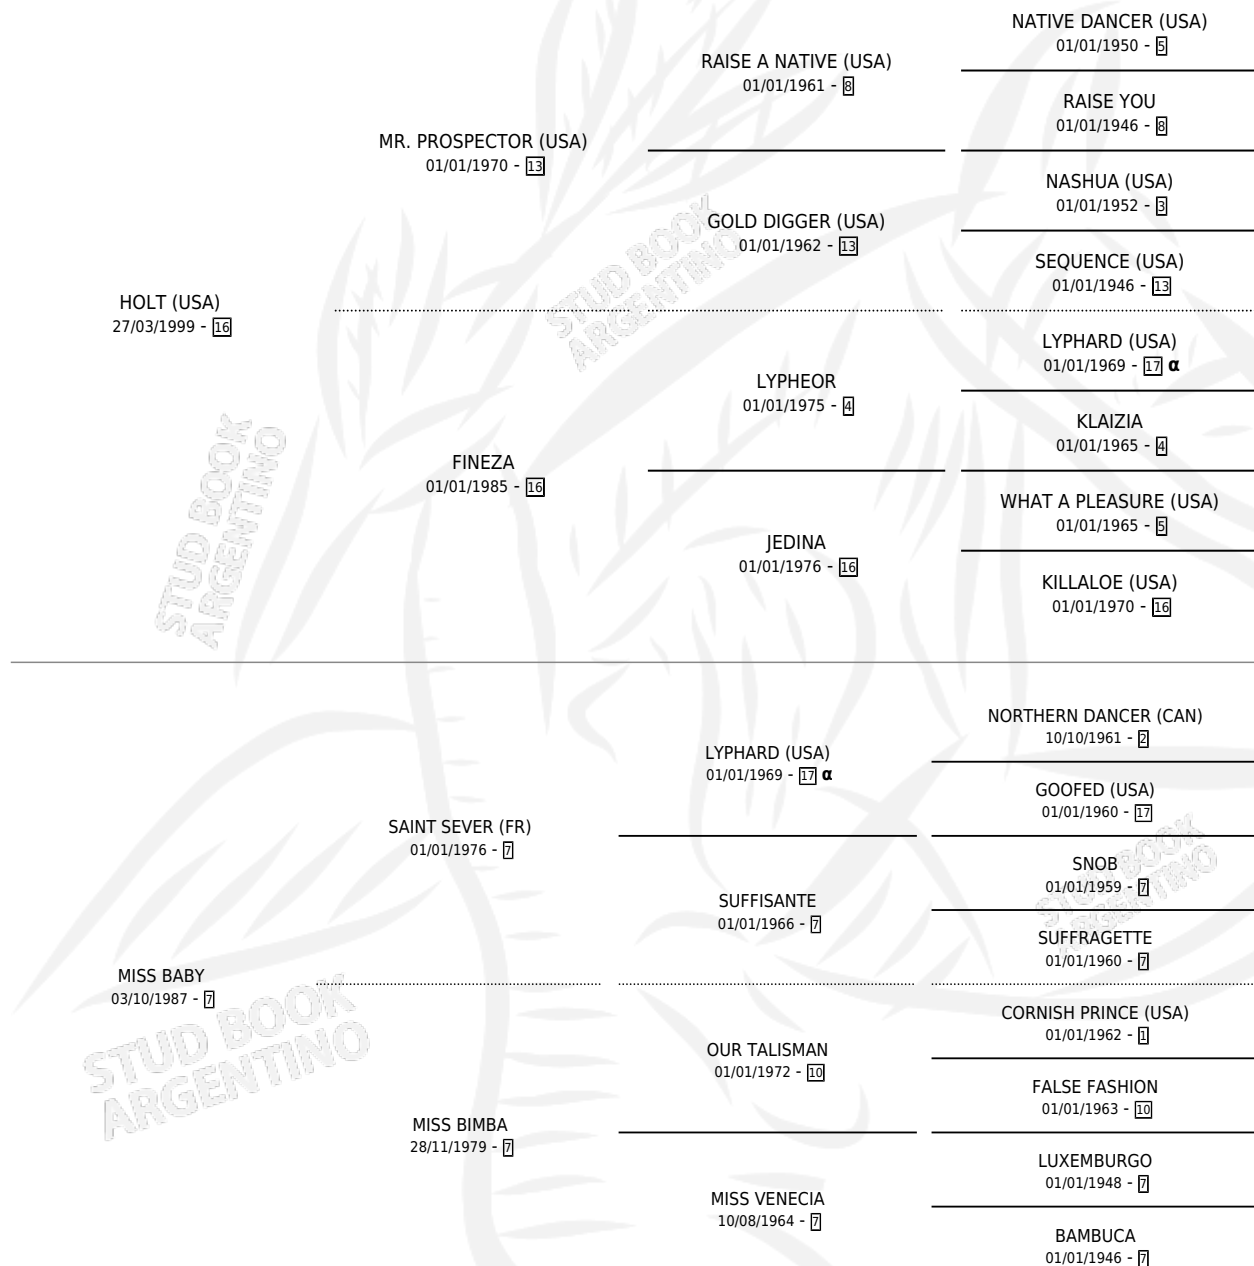 NATIVE DANCER (USA)
01/01/1950 - 5
RAISE A NATIVE (USA)
01/01/1961 - 8
RAISE YOU
01/01/1946 - 8
MR. PROSPECTOR (USA)
01/01/1970 - 13
NASHUA (USA)
01/01/1952 - 3
GOLD DIGGER (USA)
01/01/1962 - 13
SEQUENCE (USA)
01/01/1946 - 13
HOLT (USA)
27/03/1999 - 16
LYPHARD (USA)
01/01/1969 - 17 α
LYPHEOR
01/01/1975 - 4
KLAIZIA
01/01/1965 - 4
FINEZA
01/01/1985 - 16
WHAT A PLEASURE (USA)
01/01/1965 - 5
JEDINA
01/01/1976 - 16
KILLALOE (USA)
01/01/1970 - 16
STUD BOOK
ARGENTINO
STUD BOOK
ARGENTINO
NORTHERN DANCER (CAN)
10/10/1961 - 2
LYPHARD (USA)
01/01/1969 - 17 α
GOOFED (USA)
01/01/1960 - 17
SAINT SEVER (FR)
01/01/1976 - 7
SNOB
01/01/1959 - 7
SUFFISANTE
01/01/1966 - 7
SUFFRAGETTE
01/01/1960 - 7
MISS BABY
03/10/1987 - 7
CORNISH PRINCE (USA)
01/01/1962 - 1
OUR TALISMAN
01/01/1972 - 10
FALSE FASHION
01/01/1963 - 10
MISS BIMBA
28/11/1979 - 7
LUXEMBURGO
01/01/1948 - 7
MISS VENECIA
10/08/1964 - 7
BAMBUCA
01/01/1946 - 7
STUD BOOK
ARGENTINO
STUD BOOK
ARGENTINO